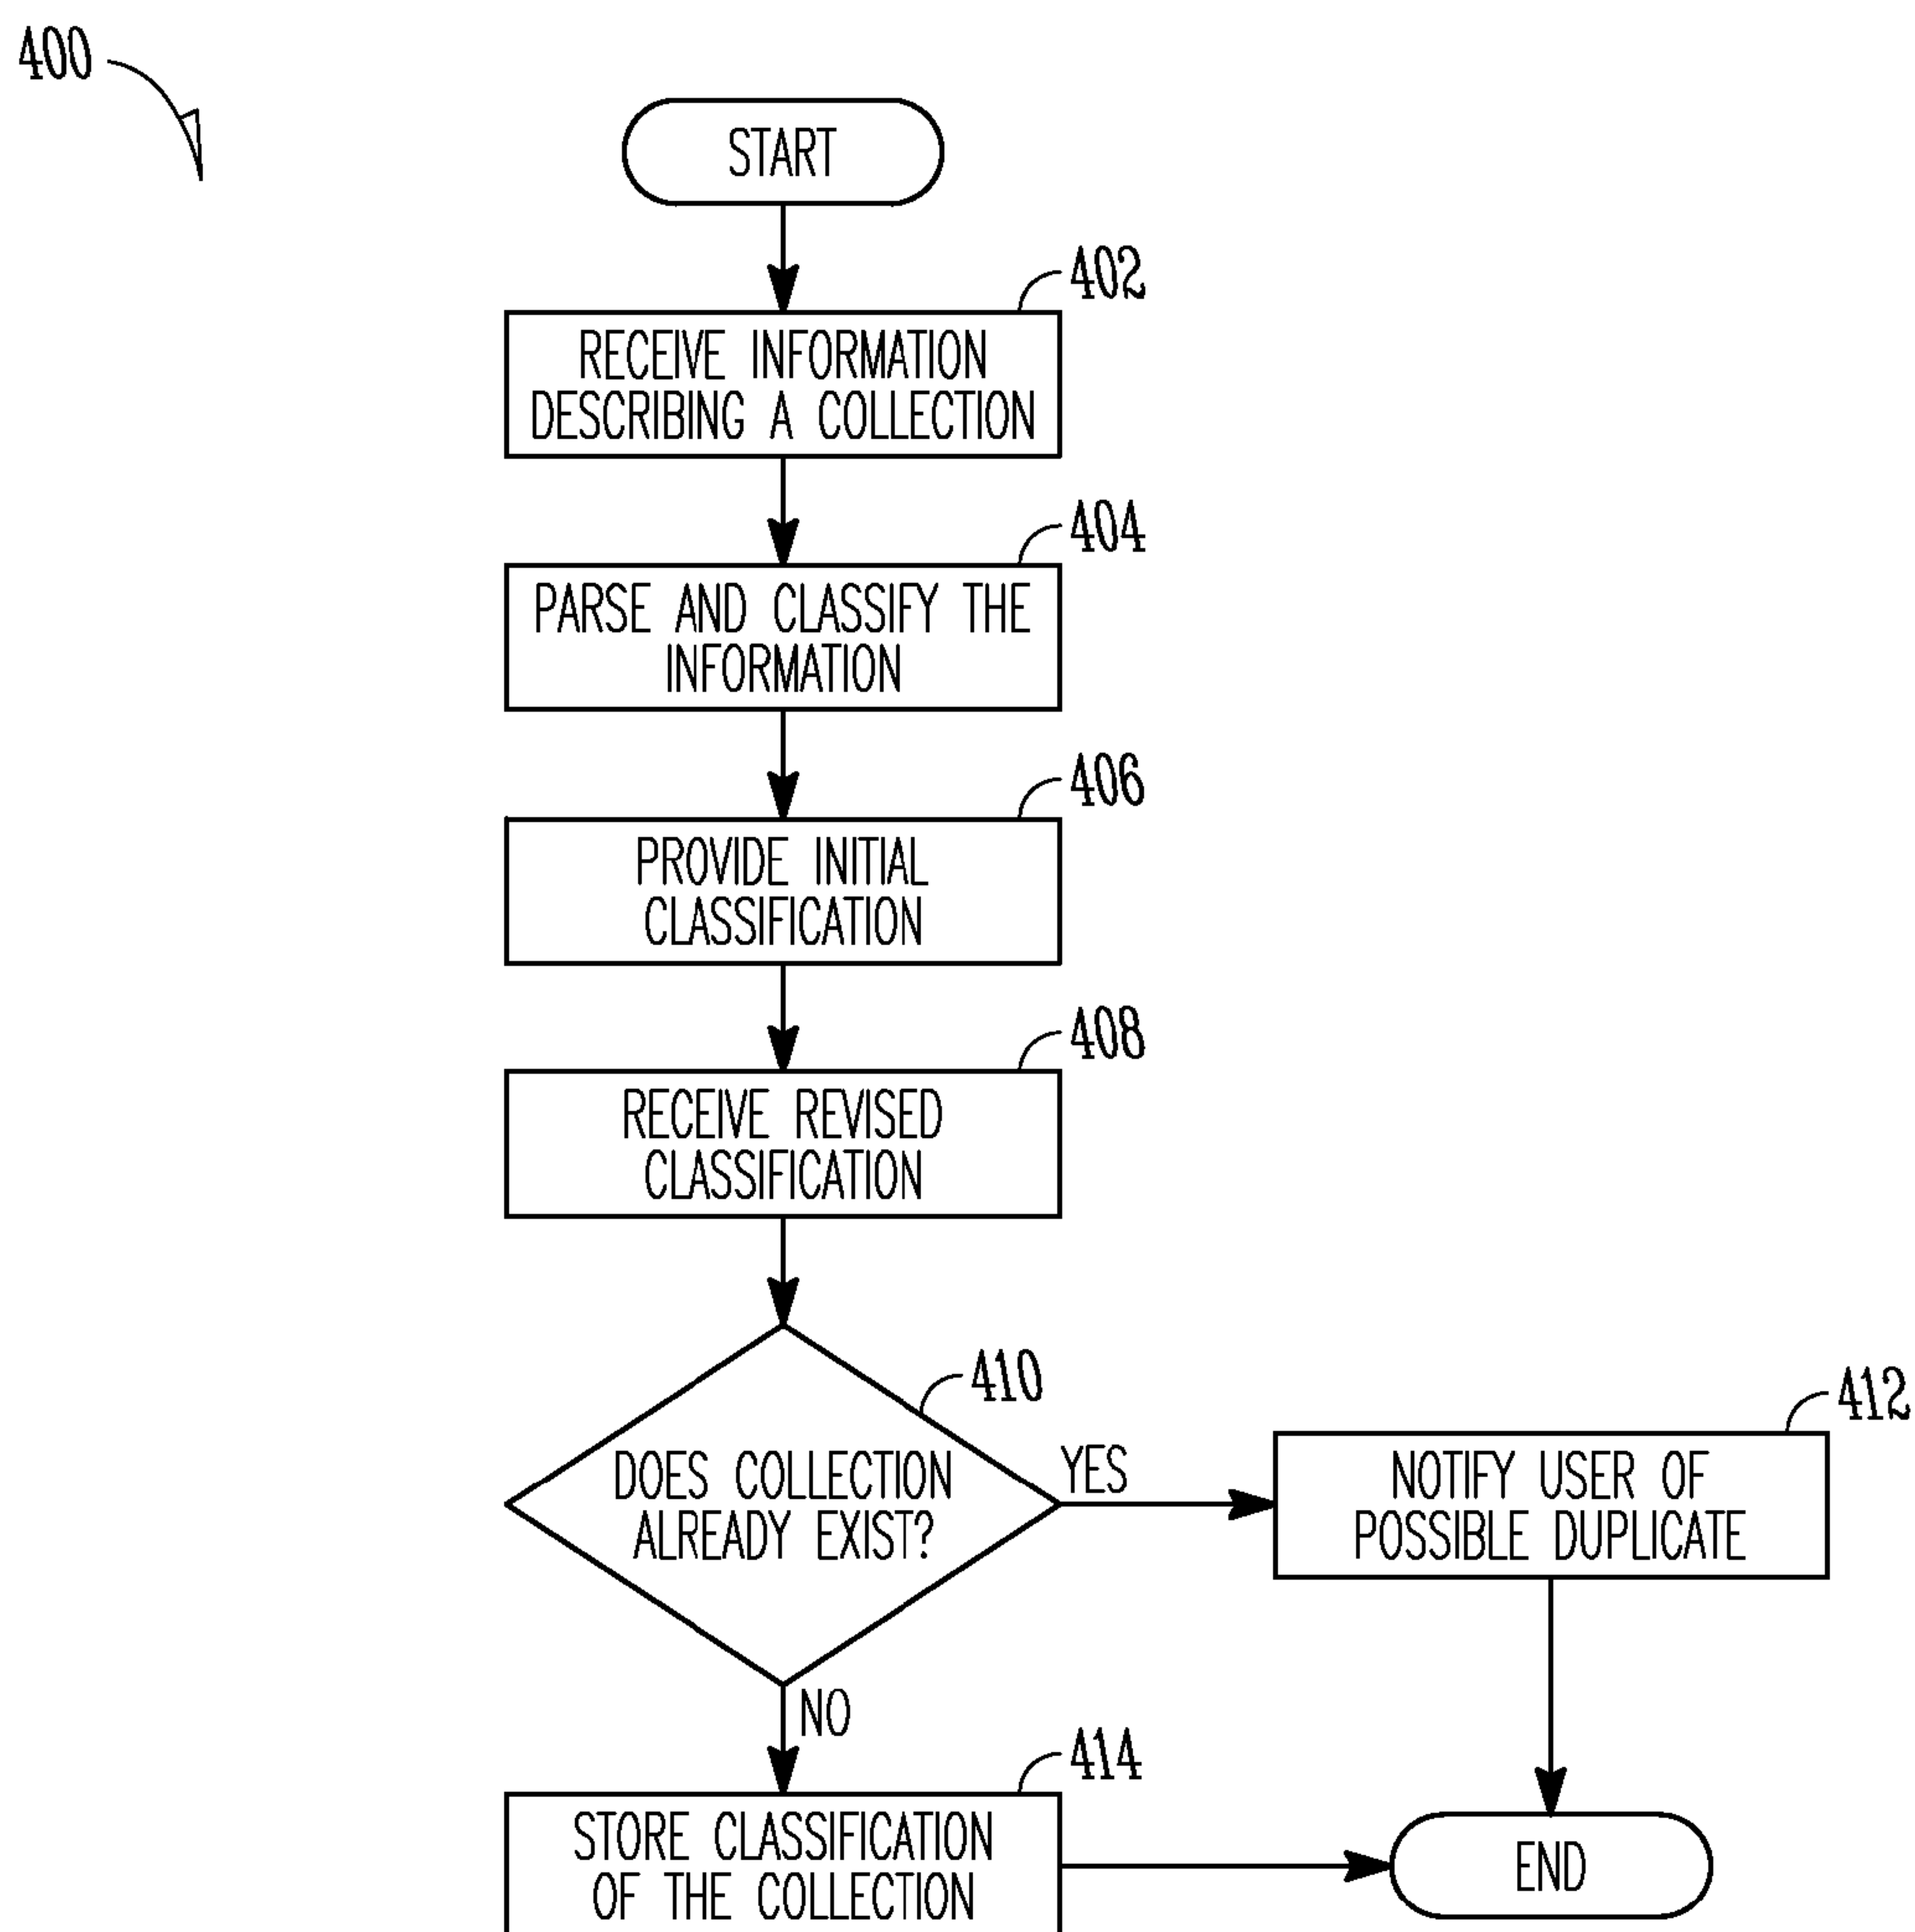 400
START
402
RECEIVE INFORMATION
DESCRIBING A COLLECTION
404
PARSE AND CLASSIFY THE
INFORMATION
406
PROVIDE INITIAL
CLASSIFICATION
408
RECEIVE REVISED
CLASSIFICATION
410
DOES COLLECTION
ALREADY EXIST?
YES
412
NOTIFY USER OF
POSSIBLE DUPLICATE
NO
414
STORE CLASSIFICATION
OF THE COLLECTION
END